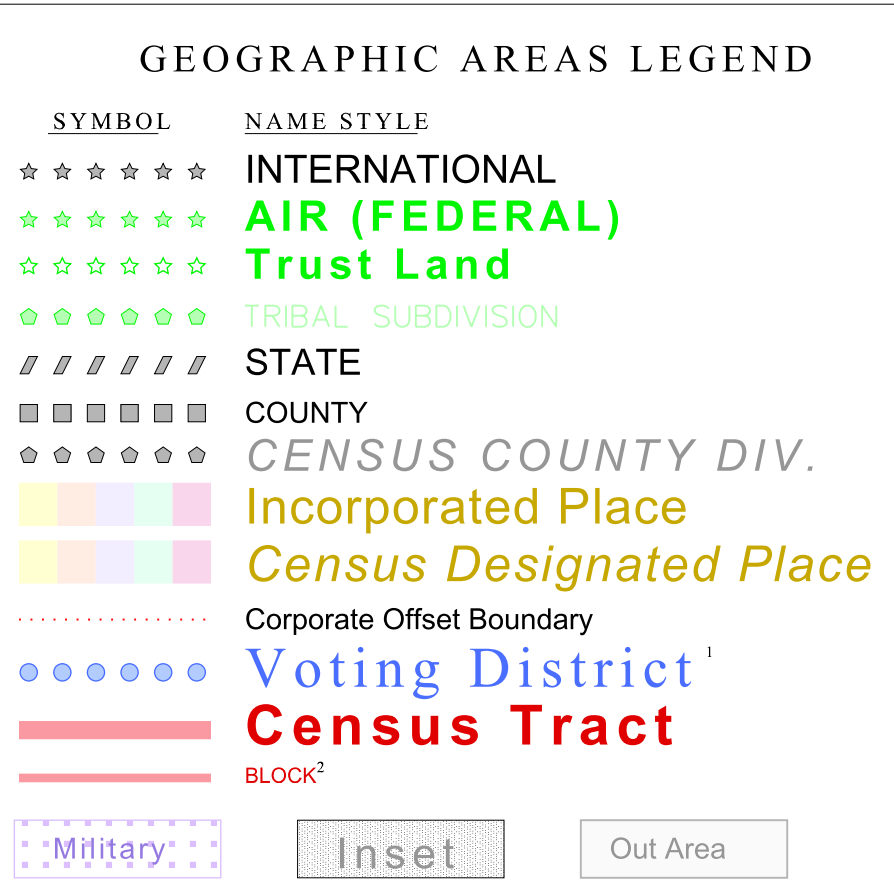 GEOGRAPHIC AREAS LEGEND
SYMBOL NAME STYLE
INTERNATIONAL
AIR (FEDERAL)
Trust Land
TRIBAL SUBDIVISION
STATE
COUNTY
CENSUS COUNTY DIV.
Incorporated Place
Census Designated Place
Corporate Offset Boundary
Voting District 1
Census Tract
BLOCK2
Military Inset Out Area